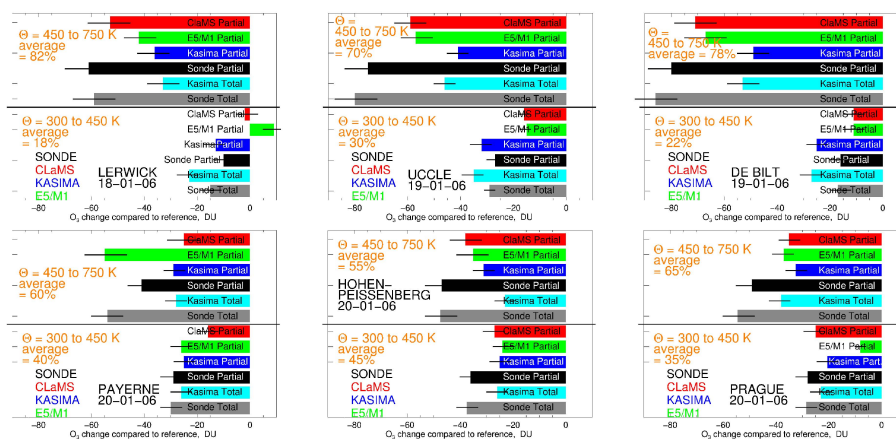 Θ = 450 to 750 K
average
= 82%
ClaMS Partial
E5/M1 Partial
Kasima Partial
Sonde Partial
Kasima Total
Sonde Total
Θ = 300 to 450 K
average
= 18%
ClaMS Partial
E5/M1 Partial
Kasima Partial
Sonde Partial
Kasima Total
Sonde Total
SONDE
CLaMS
KASIMA
E5/M1
LERWICK
18-01-06
-80 -60 -40 -20 0
O₃ change compared to reference, DU
Θ =
450 to 750 K
average
= 70%
ClaMS Partial
E5/M1 Partial
Kasima Partial
Sonde Partial
Kasima Total
Sonde Total
Θ = 300 to 450 K
average
= 30%
ClaMS Partial
E5/M1 Partial
Kasima Partial
Sonde Partial
Kasima Total
Sonde Total
SONDE
CLaMS
KASIMA
E5/M1
UCCLE
19-01-06
-80 -60 -40 -20 0
O₃ change compared to reference, DU
Θ =
450 to 750 K
average = 78%
ClaMS Partial
E5/M1 Partial
Kasima Partial
Sonde Partial
Kasima Total
Sonde Total
Θ = 300 to 450 K
average
= 22%
ClaMS Partial
E5/M1 Partial
Kasima Partial
Sonde Partial
Kasima Total
Sonde Total
SONDE
CLaMS
KASIMA
E5/M1
DE BILT
19-01-06
-80 -60 -40 -20 0
O₃ change compared to reference, DU
Θ = 450 to 750 K
average
= 60%
ClaMS Partial
E5/M1 Partial
Kasima Partial
Sonde Partial
Kasima Total
Sonde Total
Θ = 300 to 450 K
average
= 40%
ClaMS Partial
E5/M1 Partial
Kasima Partial
Sonde Partial
Kasima Total
Sonde Total
SONDE
CLaMS
KASIMA
E5/M1
PAYERNE
20-01-06
-80 -60 -40 -20 0
O₃ change compared to reference, DU
Θ = 450 to 750 K
average
= 55%
ClaMS Partial
E5/M1 Partial
Kasima Partial
Sonde Partial
Kasima Total
Sonde Total
HOHEN-
PEISSENBERG
20-01-06
Θ = 300 to 450 K
average
= 45%
ClaMS Partial
E5/M1 Partial
Kasima Partial
Sonde Partial
Kasima Total
Sonde Total
SONDE
CLaMS
KASIMA
E5/M1
-80 -60 -40 -20 0
O₃ change compared to reference, DU
Θ = 450 to 750 K
average
= 65%
ClaMS Partial
E5/M1 Partial
Kasima Partial
Sonde Partial
Kasima Total
Sonde Total
Θ = 300 to 450 K
average
= 35%
ClaMS Partial
E5/M1 Partial
Kasima Part.
Sonde Partial
Kasima Total
Sonde Total
SONDE
CLaMS
KASIMA
E5/M1
PRAGUE
20-01-06
-80 -60 -40 -20 0
O₃ change compared to reference, DU